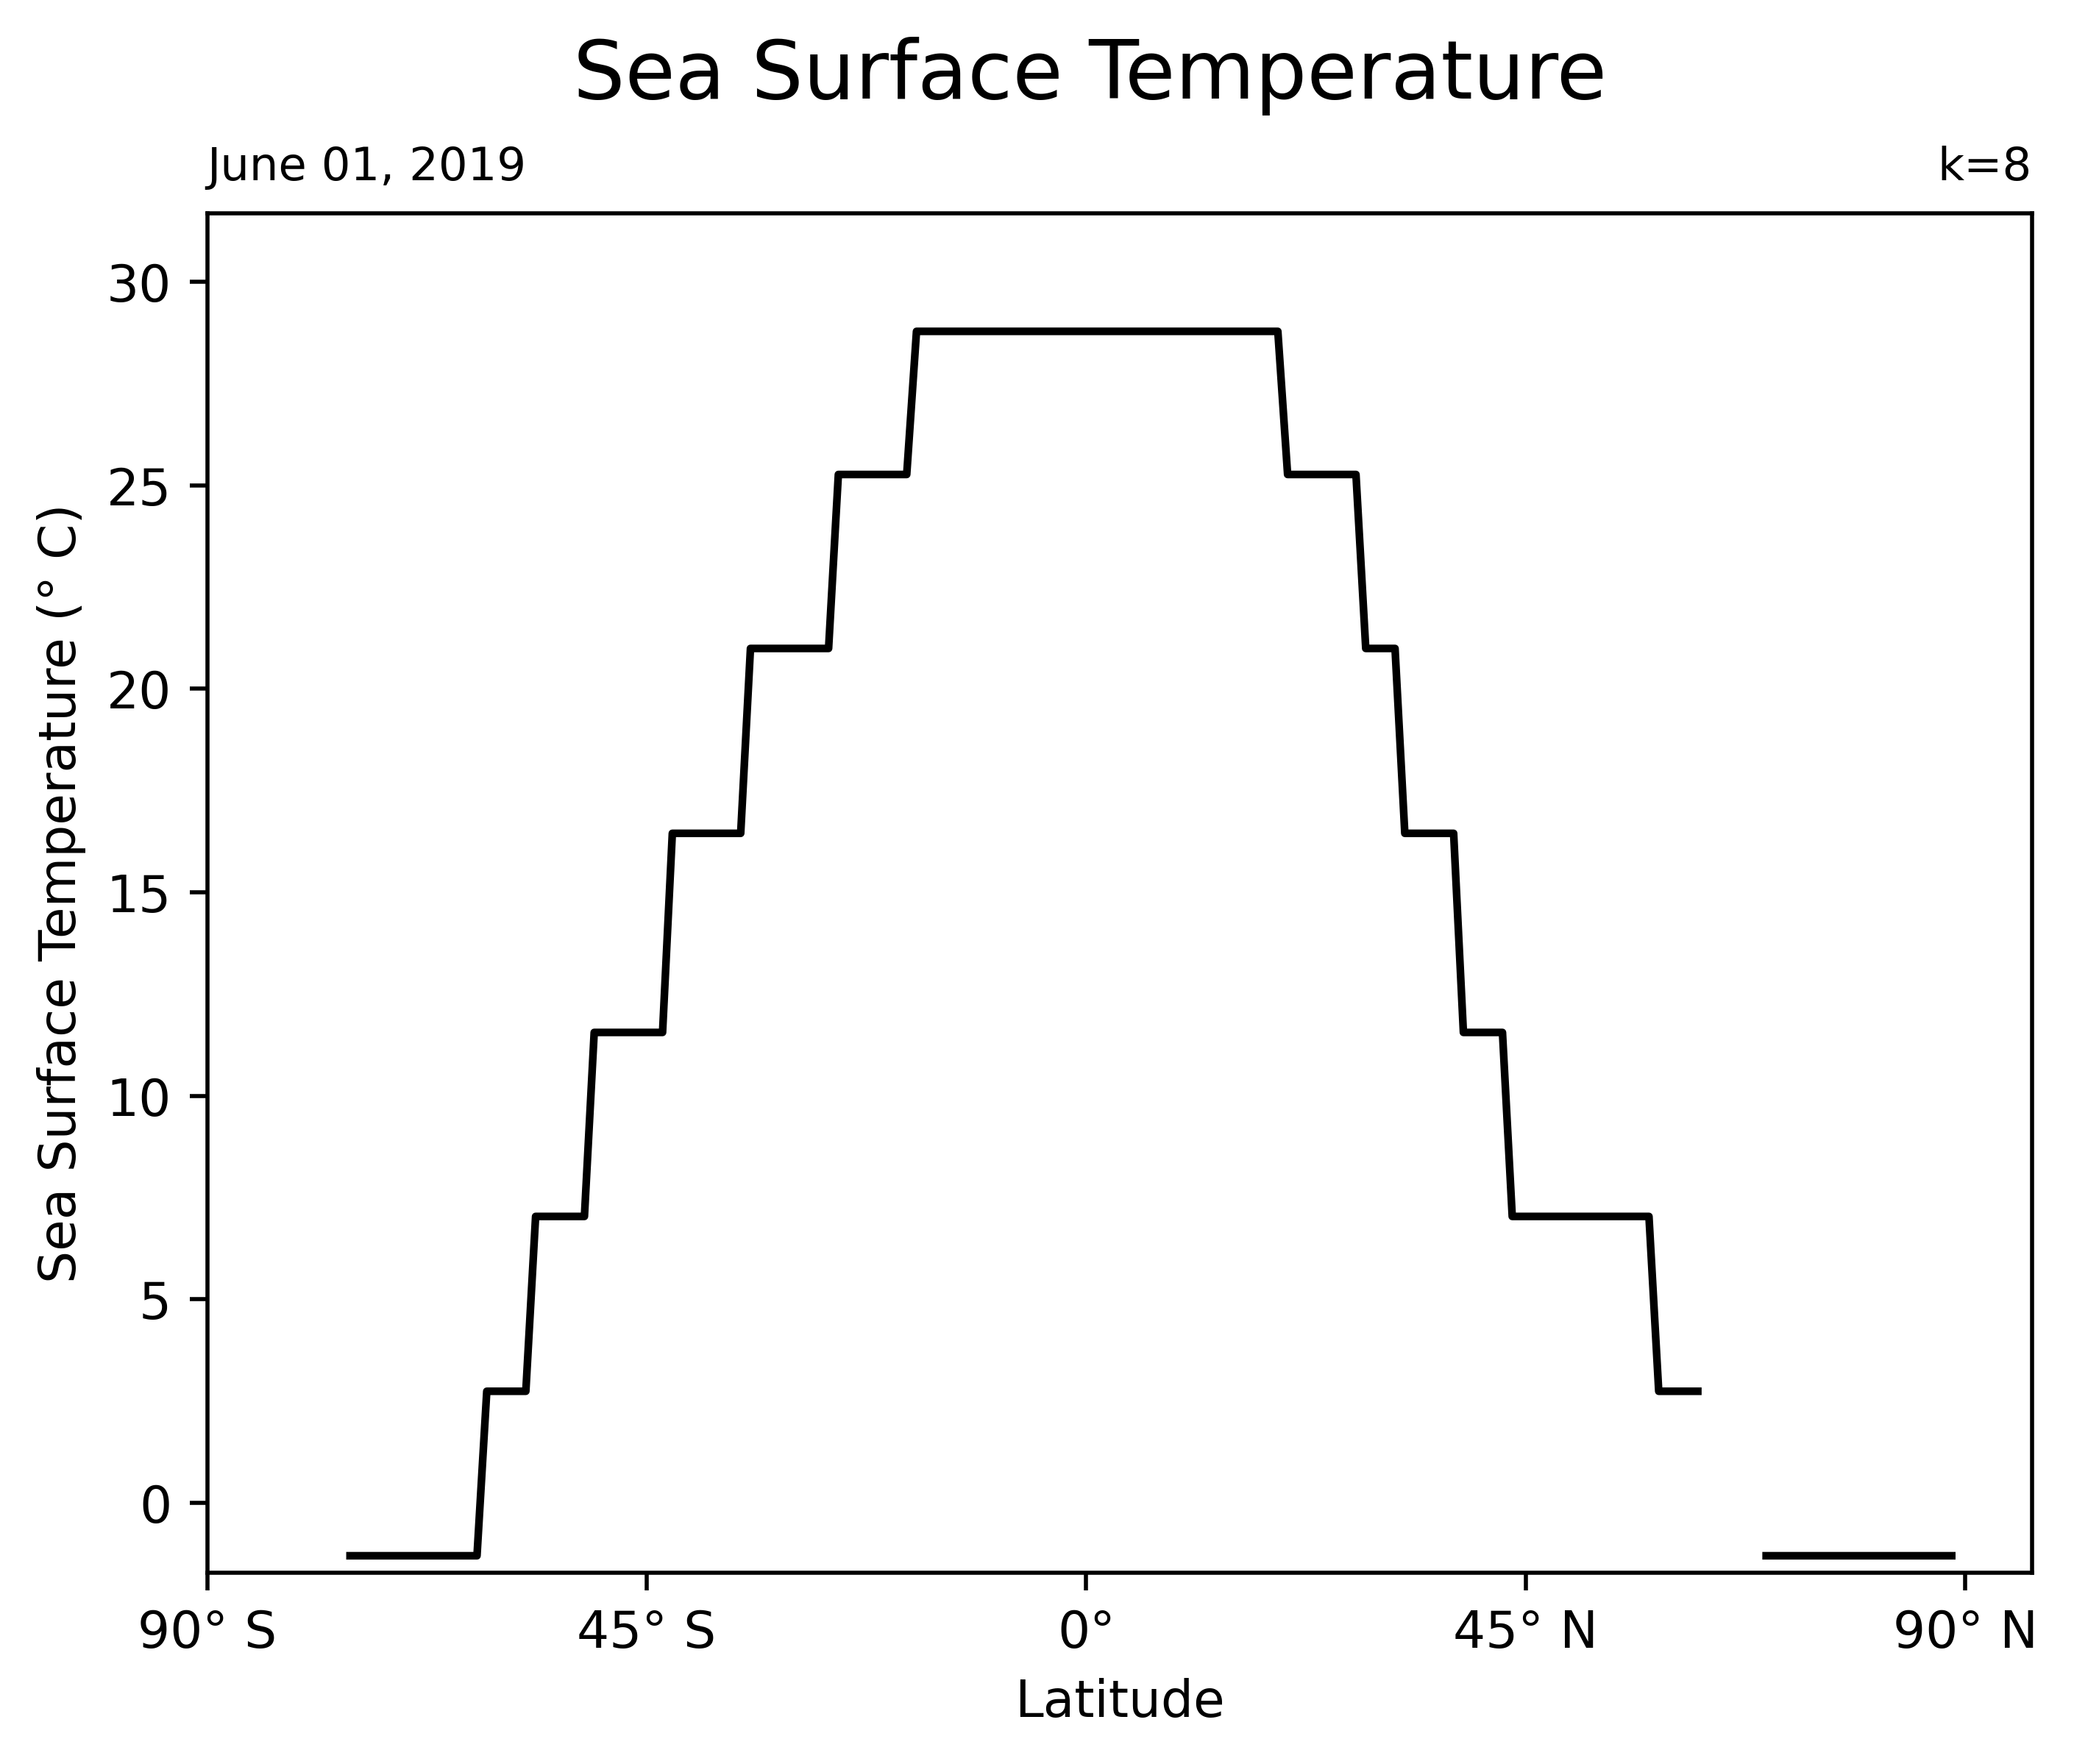 Sea Surface Temperature
June 01, 2019
k=8
30
25
20
15
10
5
0
Sea Surface Temperature (° C)
90° S
45° S
0°
45° N
90° N
Latitude